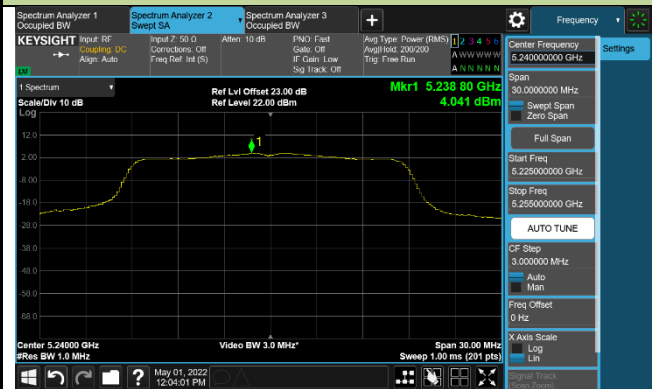 Spectrum Analyzer 1
Occupied BW
Spectrum Analyzer 2
Swept SA
Spectrum Analyzer 3
Occupied BW
+
Frequency
KEYSIGHT
Input: RF
Coupling: DC
Align: Auto
Input Z: 50 Ω
Corrections: Off
Freq Ref: Int (S)
Atten: 10 dB
PNO: Fast
Gate: Off
IF Gain: Low
Sig Track: Off
Avg Type: Power (RMS)
Avg|Hold: 200/200
Trig: Free Run
1 2 3 4 5 6
A W W W W W
A N N N N N
LXI
1 Spectrum
Scale/Div 10 dB
Log
Ref Lvl Offset 23.00 dB
Ref Level 22.00 dBm
Mkr1 5.238 80 GHz
4.041 dBm
1
12.0
2.00
-8.00
-18.0
-28.0
-38.0
-48.0
-58.0
-68.0
Center 5.24000 GHz
#Res BW 1.0 MHz
Video BW 3.0 MHz*
Span 30.00 MHz
Sweep 1.00 ms (201 pts)
Settings
Center Frequency
5.240000000 GHz
Span
30.0000000 MHz
Swept Span
Zero Span
Full Span
Start Freq
5.225000000 GHz
Stop Freq
5.255000000 GHz
AUTO TUNE
CF Step
3.000000 MHz
Auto
Man
Freq Offset
0 Hz
X Axis Scale
Log
Lin
Signal Track
(Span Zoom)
?
May 01, 2022
12:04:01 PM